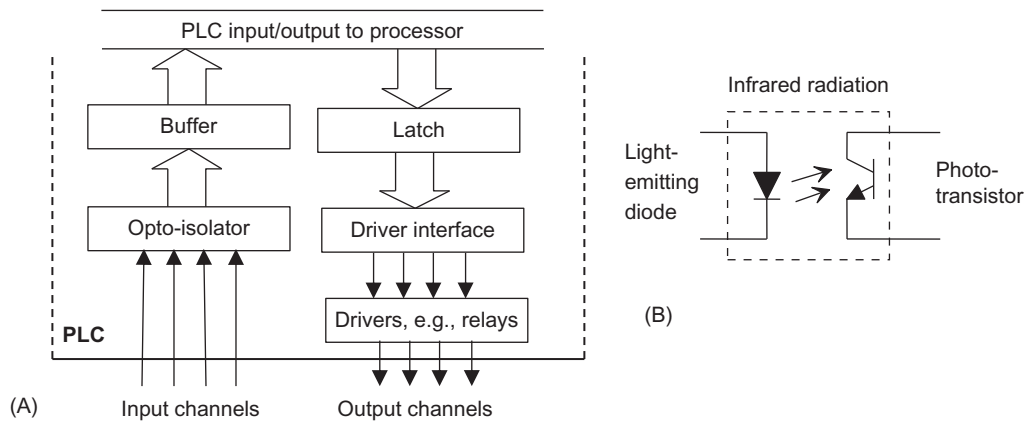 PLC input/output to processor
Buffer
Latch
Opto-isolator
Driver interface
Drivers, e.g., relays
PLC
(A)
Input channels
Output channels
Infrared radiation
Light-
emitting
diode
Photo-
transistor
(B)